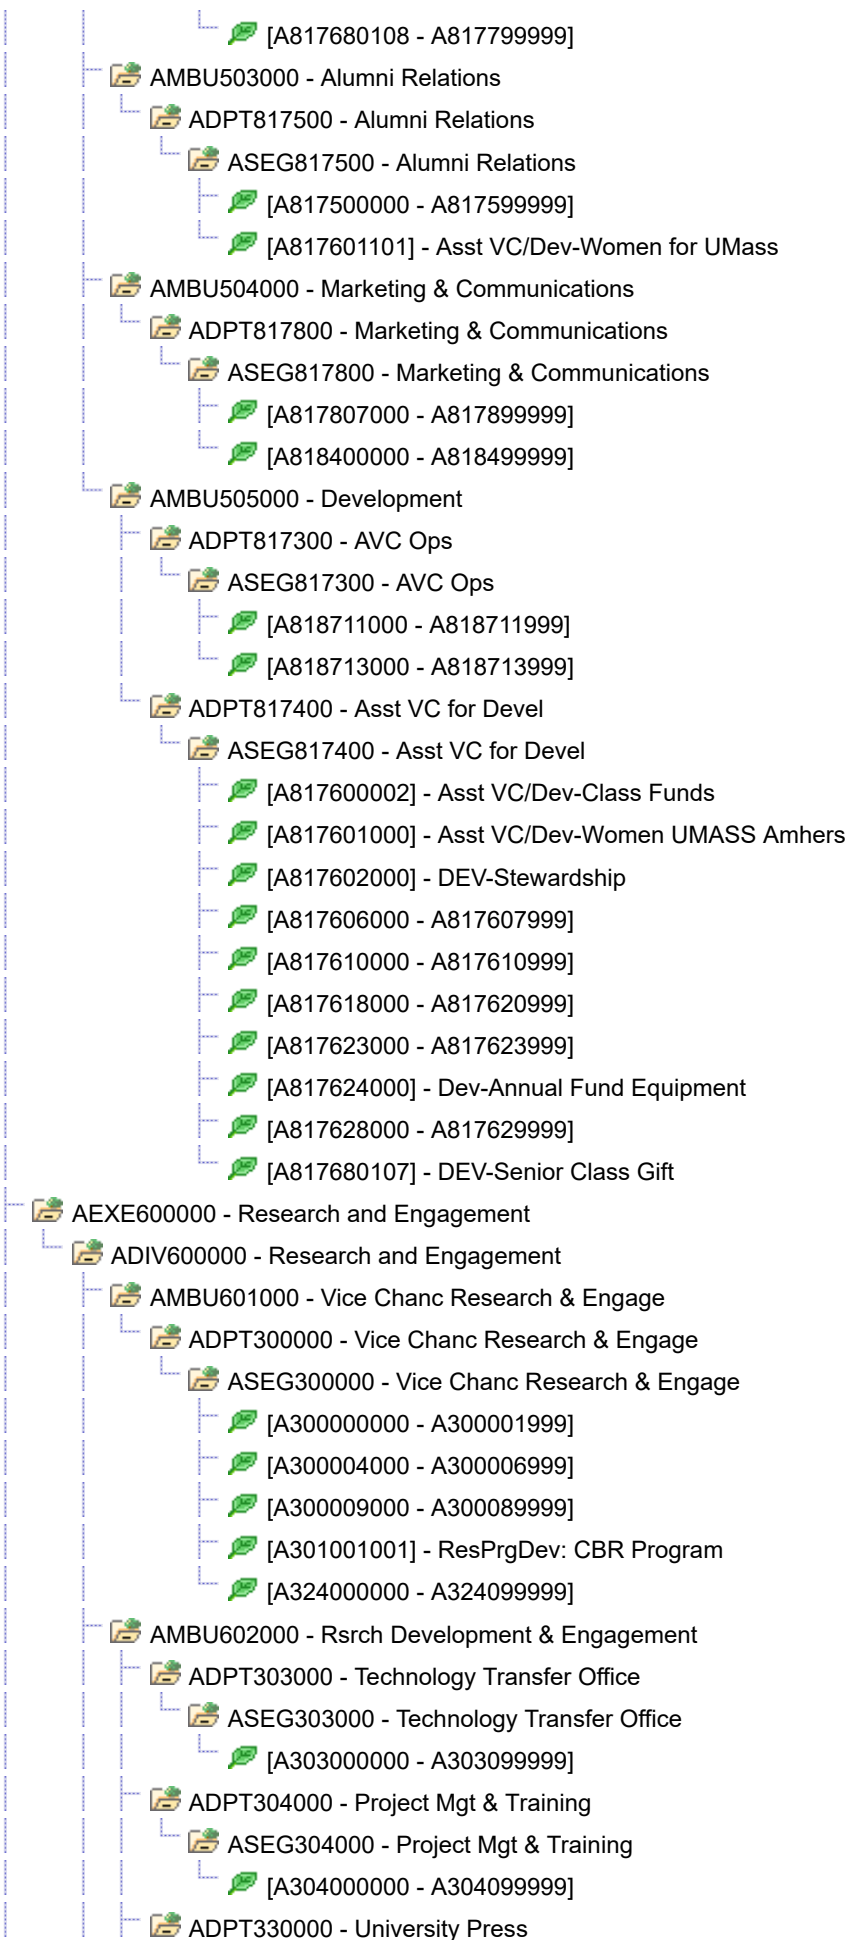 [A817680108 - A817799999]
AMBU503000 - Alumni Relations
ADPT817500 - Alumni Relations
ASEG817500 - Alumni Relations
[A817500000 - A817599999]
[A817601101] - Asst VC/Dev-Women for UMass
AMBU504000 - Marketing & Communications
ADPT817800 - Marketing & Communications
ASEG817800 - Marketing & Communications
[A817807000 - A817899999]
[A818400000 - A818499999]
AMBU505000 - Development
ADPT817300 - AVC Ops
ASEG817300 - AVC Ops
[A818711000 - A818711999]
[A818713000 - A818713999]
ADPT817400 - Asst VC for Devel
ASEG817400 - Asst VC for Devel
[A817600002] - Asst VC/Dev-Class Funds
[A817601000] - Asst VC/Dev-Women UMASS Amhers
[A817602000] - DEV-Stewardship
[A817606000 - A817607999]
[A817610000 - A817610999]
[A817618000 - A817620999]
[A817623000 - A817623999]
[A817624000] - Dev-Annual Fund Equipment
[A817628000 - A817629999]
[A817680107] - DEV-Senior Class Gift
AEXE600000 - Research and Engagement
ADIV600000 - Research and Engagement
AMBU601000 - Vice Chanc Research & Engage
ADPT300000 - Vice Chanc Research & Engage
ASEG300000 - Vice Chanc Research & Engage
[A300000000 - A300001999]
[A300004000 - A300006999]
[A300009000 - A300089999]
[A301001001] - ResPrgDev: CBR Program
[A324000000 - A324099999]
AMBU602000 - Rsrch Development & Engagement
ADPT303000 - Technology Transfer Office
ASEG303000 - Technology Transfer Office
[A303000000 - A303099999]
ADPT304000 - Project Mgt & Training
ASEG304000 - Project Mgt & Training
[A304000000 - A304099999]
ADPT330000 - University Press